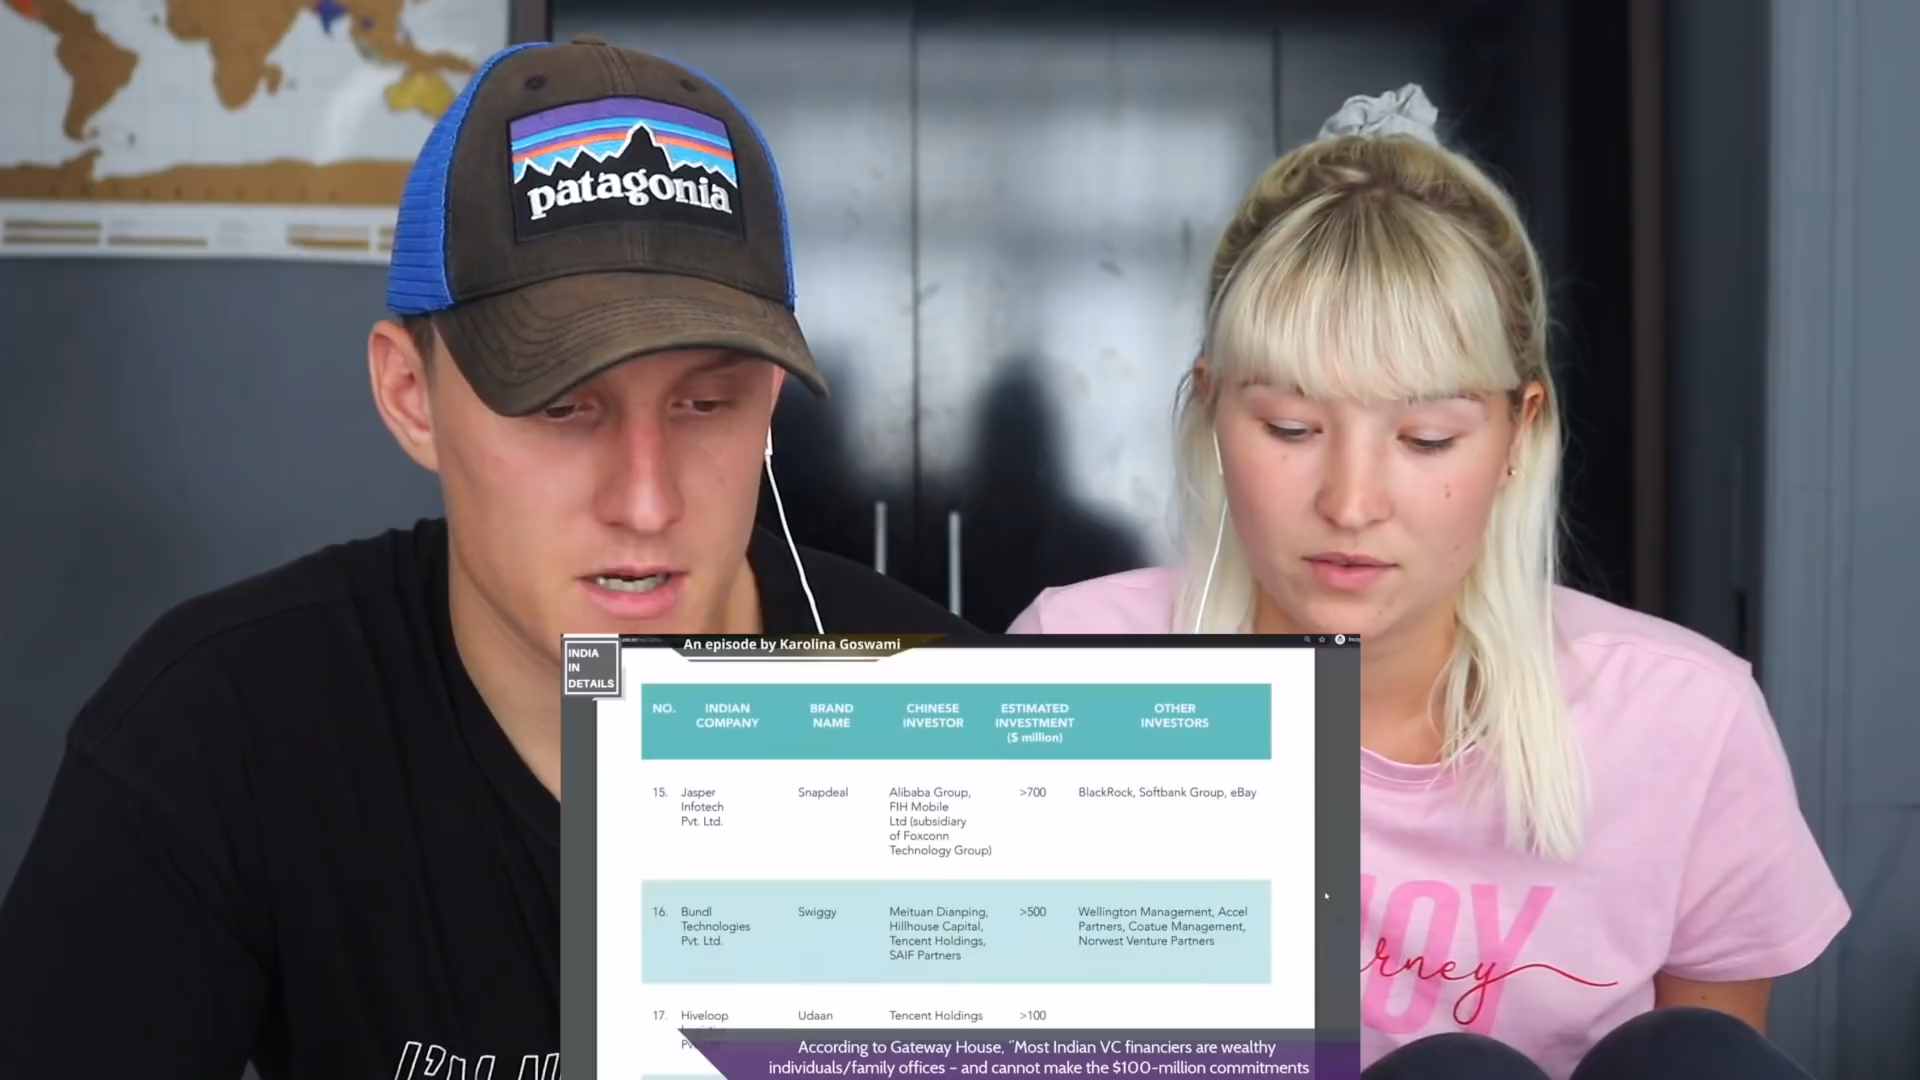 patagonia
INDIA
IN
DETAILS
An episode by Karolina Goswami
NO. INDIAN COMPANY BRAND NAME CHINESE INVESTOR ESTIMATED INVESTMENT ($ million) OTHER INVESTORS
15. Jasper Snapdeal Alibaba Group, >700 BlackRock, Softbank Group, eBay
Infotech FIH Mobile
Pvt. Ltd. Ltd (subsidiary
of Foxconn
Technology Group)
16. Bundl Swiggy Meituan Dianping, >500 Wellington Management, Accel
Technologies Hillhouse Capital, Partners, Coatue Management,
Pvt. Ltd. Tencent Holdings, Norwest Venture Partners
SAIF Partners
17. Hiveloop Udaan Tencent Holdings >100
According to Gateway House, "Most Indian VC financiers are wealthy
individuals/family offices – and cannot make the $100-million commitments
JOY
rney